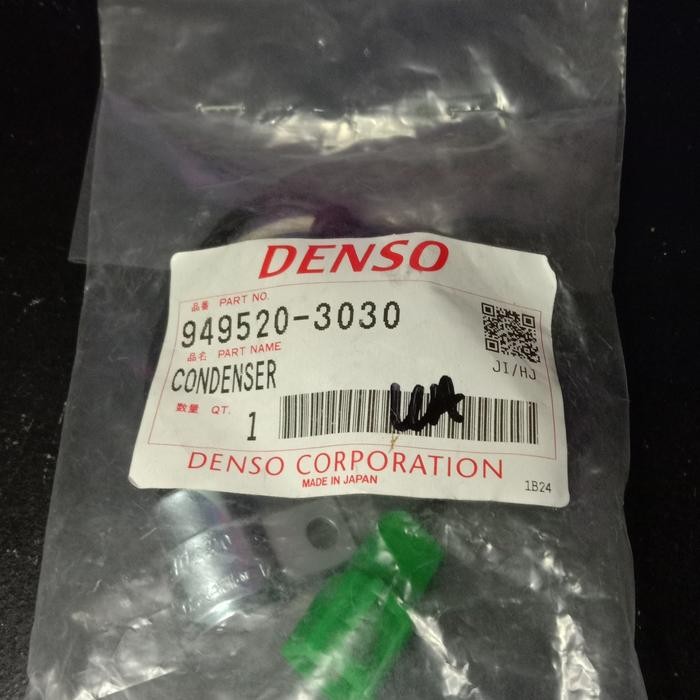 DENSO
品番 PART NO.
949520-3030
品名 PART NAME
CONDENSER
JI/HJ
数量 QT.
1
DENSO CORPORATION
MADE IN JAPAN
1B24